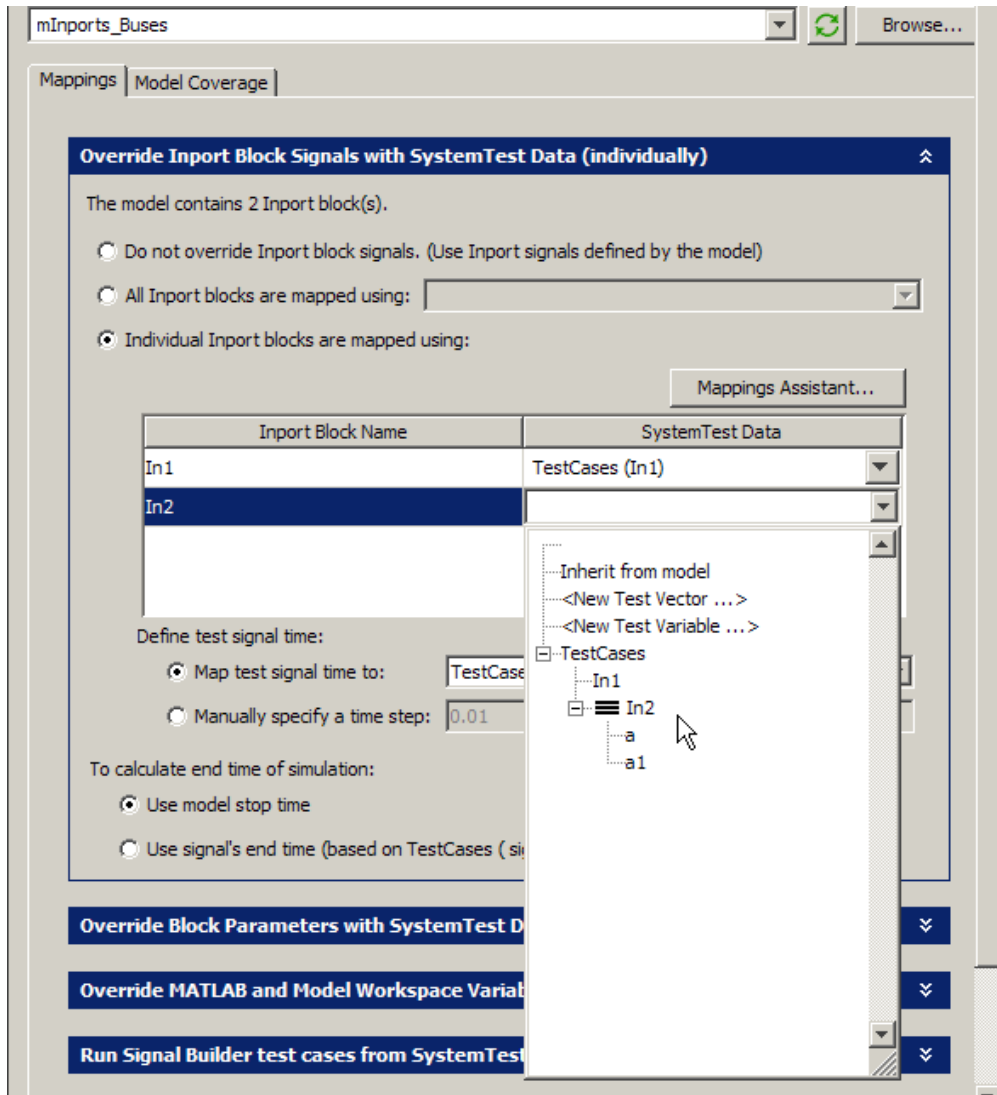 mInports_Buses
Browse...
Mappings
Model Coverage
Override Inport Block Signals with SystemTest Data (individually)
The model contains 2 Inport block(s).
Do not override Inport block signals. (Use Inport signals defined by the model)
All Inport blocks are mapped using:
Individual Inport blocks are mapped using:
Mappings Assistant...
Inport Block Name
SystemTest Data
In1
TestCases (In1)
In2
Inherit from model
<New Test Vector ...>
<New Test Variable ...>
TestCases
In1
In2
a
a1
Define test signal time:
Map test signal time to:
TestCase
Manually specify a time step:
0.01
To calculate end time of simulation:
Use model stop time
Use signal's end time (based on TestCases (
Override Block Parameters with SystemTest D
Override MATLAB and Model Workspace Variab
Run Signal Builder test cases from SystemTest